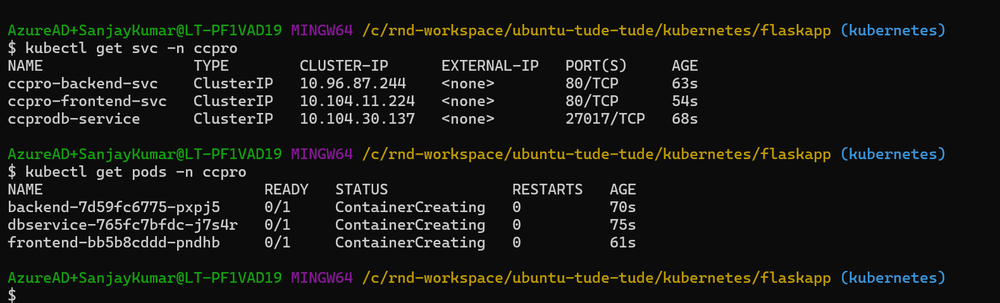 AzureAD+SanjayKumar@LT-PF1VAD19 MINGW64 /c/rnd-workspace/ubuntu-tude-tude/kubernetes/flaskapp (kubernetes)
$ kubectl get svc -n ccpro
NAME TYPE CLUSTER-IP EXTERNAL-IP PORT(S) AGE
ccpro-backend-svc ClusterIP 10.96.87.244 <none> 80/TCP 63s
ccpro-frontend-svc ClusterIP 10.104.11.224 <none> 80/TCP 54s
ccprodb-service ClusterIP 10.104.30.137 <none> 27017/TCP 68s
AzureAD+SanjayKumar@LT-PF1VAD19 MINGW64 /c/rnd-workspace/ubuntu-tude-tude/kubernetes/flaskapp (kubernetes)
$ kubectl get pods -n ccpro
NAME READY STATUS RESTARTS AGE
backend-7d59fc6775-pxpj5 0/1 ContainerCreating 0 70s
dbservice-765fc7bfdc-j7s4r 0/1 ContainerCreating 0 75s
frontend-bb5b8cddd-pndhb 0/1 ContainerCreating 0 61s
AzureAD+SanjayKumar@LT-PF1VAD19 MINGW64 /c/rnd-workspace/ubuntu-tude-tude/kubernetes/flaskapp (kubernetes)
$